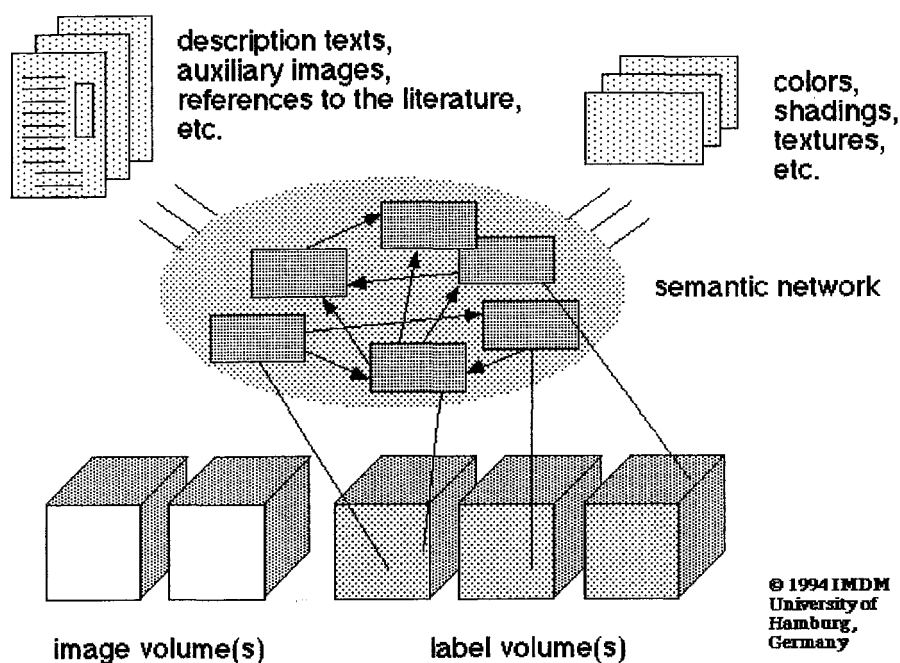 description texts,
auxiliary images,
references to the literature,
etc.
colors,
shadings,
textures,
etc.
semantic network
image volume(s)
label volume(s)
© 1994 IMDM
University of
Hamburg,
Germany